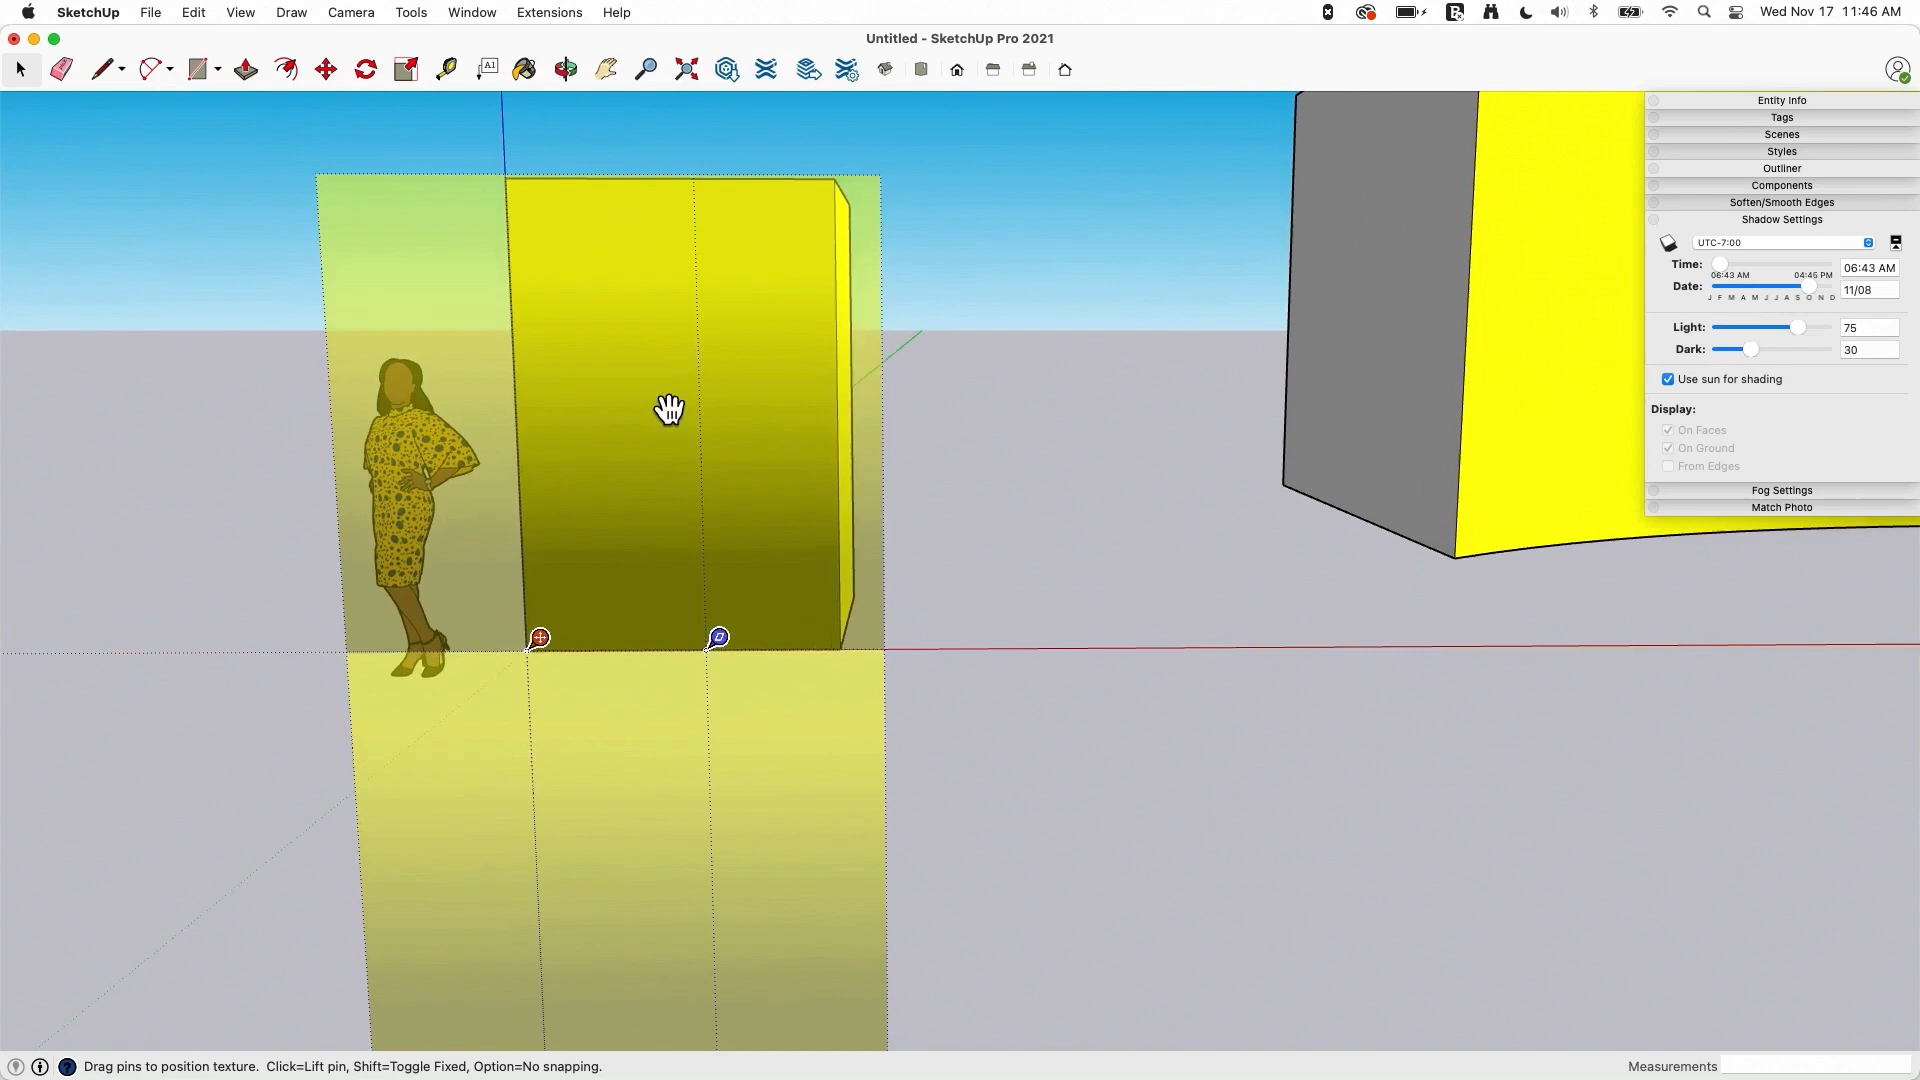 SketchUp File Edit View Draw Camera Tools Window Extensions Help Wed Nov 17 11:46 AM
Untitled - SketchUp Pro 2021
A1
Entity Info
Tags
Scenes
Styles
Outliner
Components
Soften/Smooth Edges
Shadow Settings
UTC-7:00
Time: 06:43 AM
06:43 AM 04:45 PM
Date: 11/08
J F M A M J J A S O N D
Light: 75
Dark: 30
Use sun for shading
Display:
On Faces
On Ground
From Edges
Fog Settings
Match Photo
Drag pins to position texture. Click=Lift pin, Shift=Toggle Fixed, Option=No snapping. Measurements